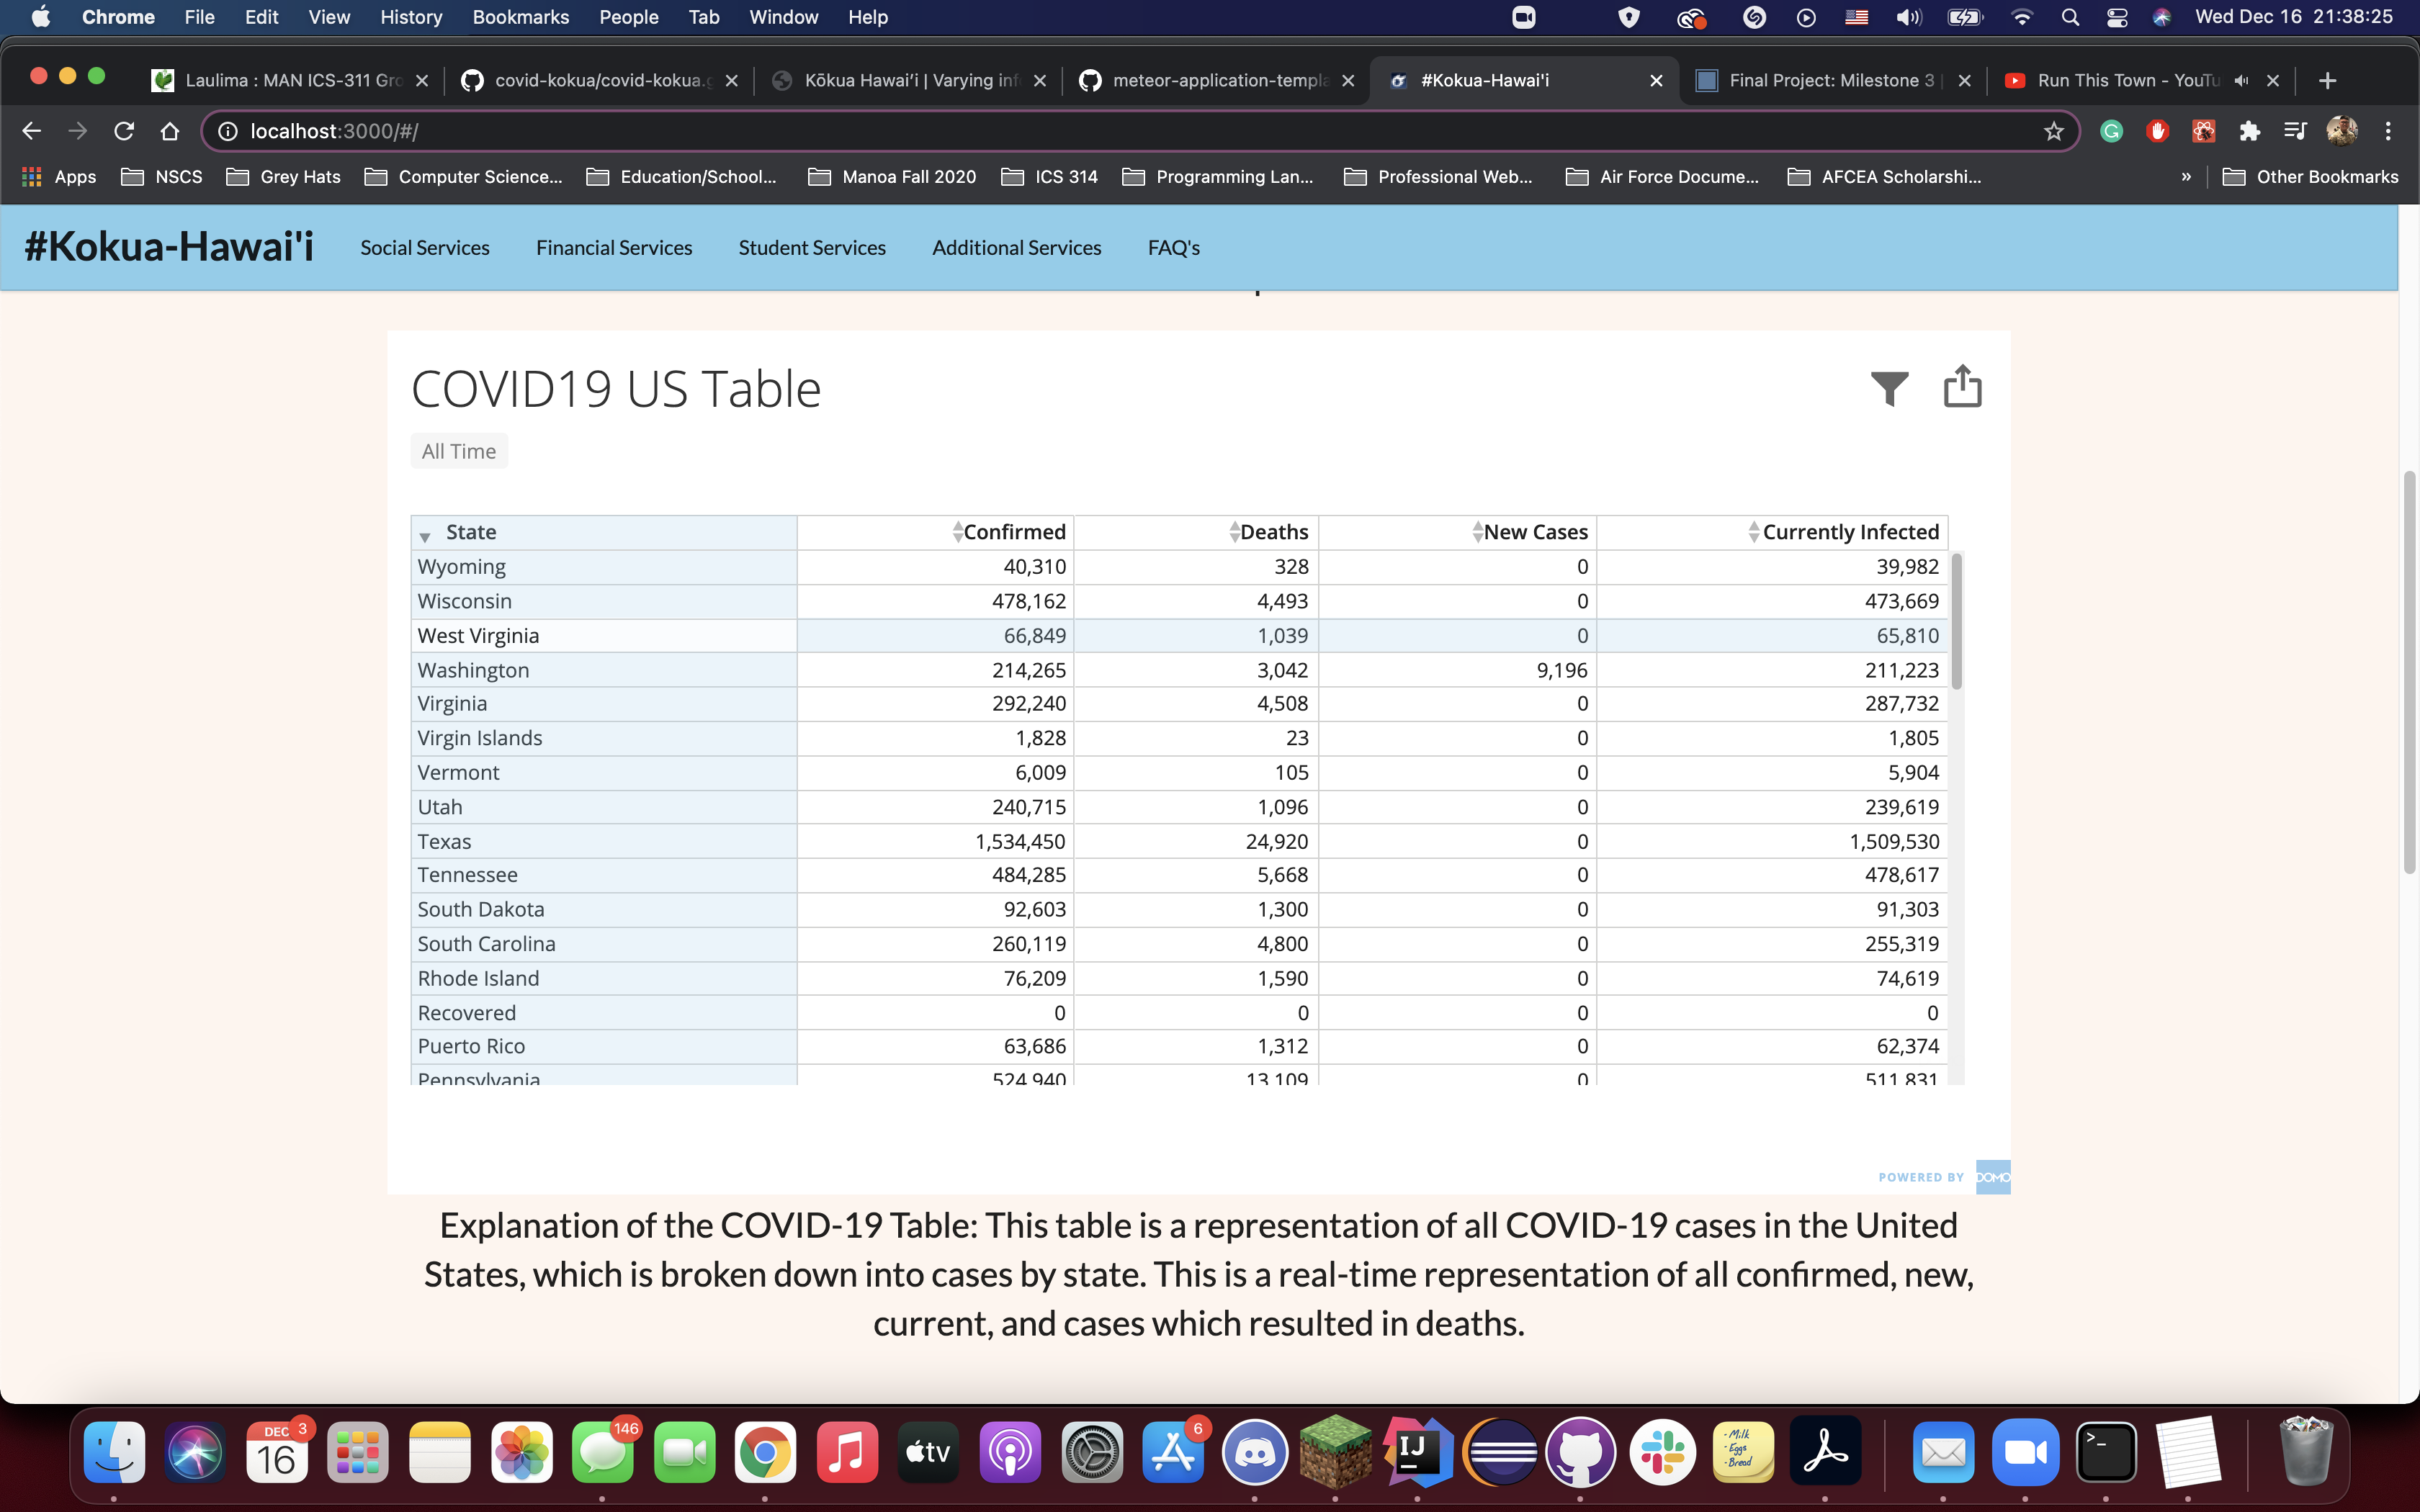 Chrome File Edit View History Bookmarks People Tab Window Help Wed Dec 16 21:38:25
Laulima : MAN ICS-311 Gro covid-kokua/covid-kokua.g Kōkua Hawai‘i | Varying inf meteor-application-templa #Kokua-Hawai'i Final Project: Milestone 3 | Run This Town - YouTu
localhost:3000/#/
Apps NSCS Grey Hats Computer Science... Education/School... Manoa Fall 2020 ICS 314 Programming Lan... Professional Web... Air Force Docume... AFCEA Scholarshi... » Other Bookmarks
#Kokua-Hawai'i Social Services Financial Services Student Services Additional Services FAQ's
COVID19 US Table
All Time
State Confirmed Deaths New Cases Currently Infected
Wyoming 40,310 328 0 39,982
Wisconsin 478,162 4,493 0 473,669
West Virginia 66,849 1,039 0 65,810
Washington 214,265 3,042 9,196 211,223
Virginia 292,240 4,508 0 287,732
Virgin Islands 1,828 23 0 1,805
Vermont 6,009 105 0 5,904
Utah 240,715 1,096 0 239,619
Texas 1,534,450 24,920 0 1,509,530
Tennessee 484,285 5,668 0 478,617
South Dakota 92,603 1,300 0 91,303
South Carolina 260,119 4,800 0 255,319
Rhode Island 76,209 1,590 0 74,619
Recovered 0 0 0 0
Puerto Rico 63,686 1,312 0 62,374
Pennsylvania 524,940 13,109 0 511,831
POWERED BY DOMO
Explanation of the COVID-19 Table: This table is a representation of all COVID-19 cases in the United
States, which is broken down into cases by state. This is a real-time representation of all confirmed, new,
current, and cases which resulted in deaths.
DEC 3 146 6
16 tv IJ - Milk
- Eggs
- Bread >_